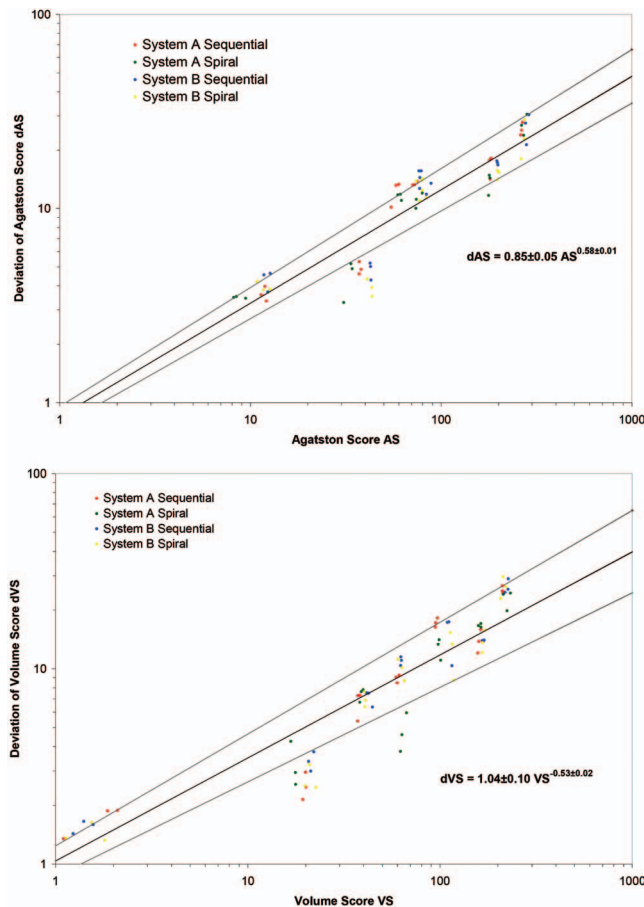 100
System A Sequential
System A Spiral
System B Sequential
System B Spiral
Deviation of Agatston Score dAS
10
dAS = 0.85±0.05 AS^0.58±0.01
1
1 10 100 1000
Agatston Score AS
100
System A Sequential
System A Spiral
System B Sequential
System B Spiral
Deviation of Volume Score dVS
10
dVS = 1.04±0.10 VS^-0.53±0.02
1
1 10 100 1000
Volume Score VS